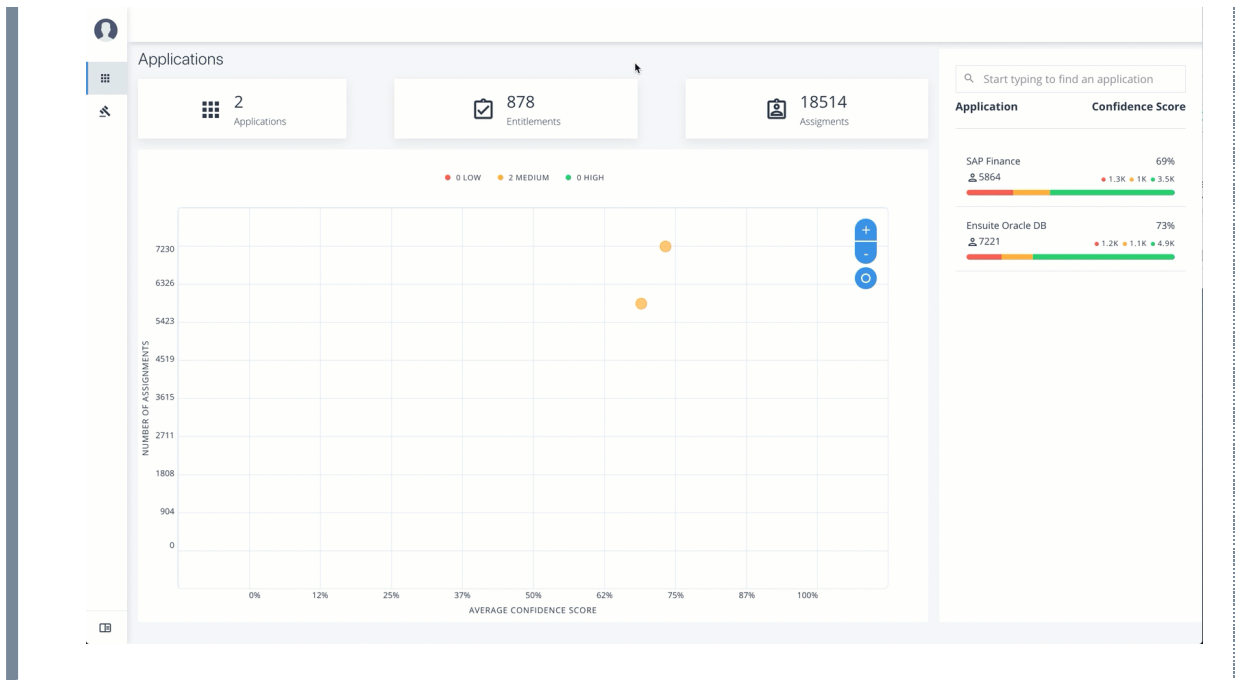 Applications
2
Applications
878
Entitlements
18514
Assigments
0 LOW 2 MEDIUM 0 HIGH
+
-
7230
6326
5423
4519
3615
2711
1808
904
0
NUMBER OF ASSIGNMENTS
0% 12% 25% 37% 50% 62% 75% 87% 100%
AVERAGE CONFIDENCE SCORE
Start typing to find an application
Application Confidence Score
SAP Finance 69%
5864 1.3K 1K 3.5K
Ensuite Oracle DB 73%
7221 1.2K 1.1K 4.9K